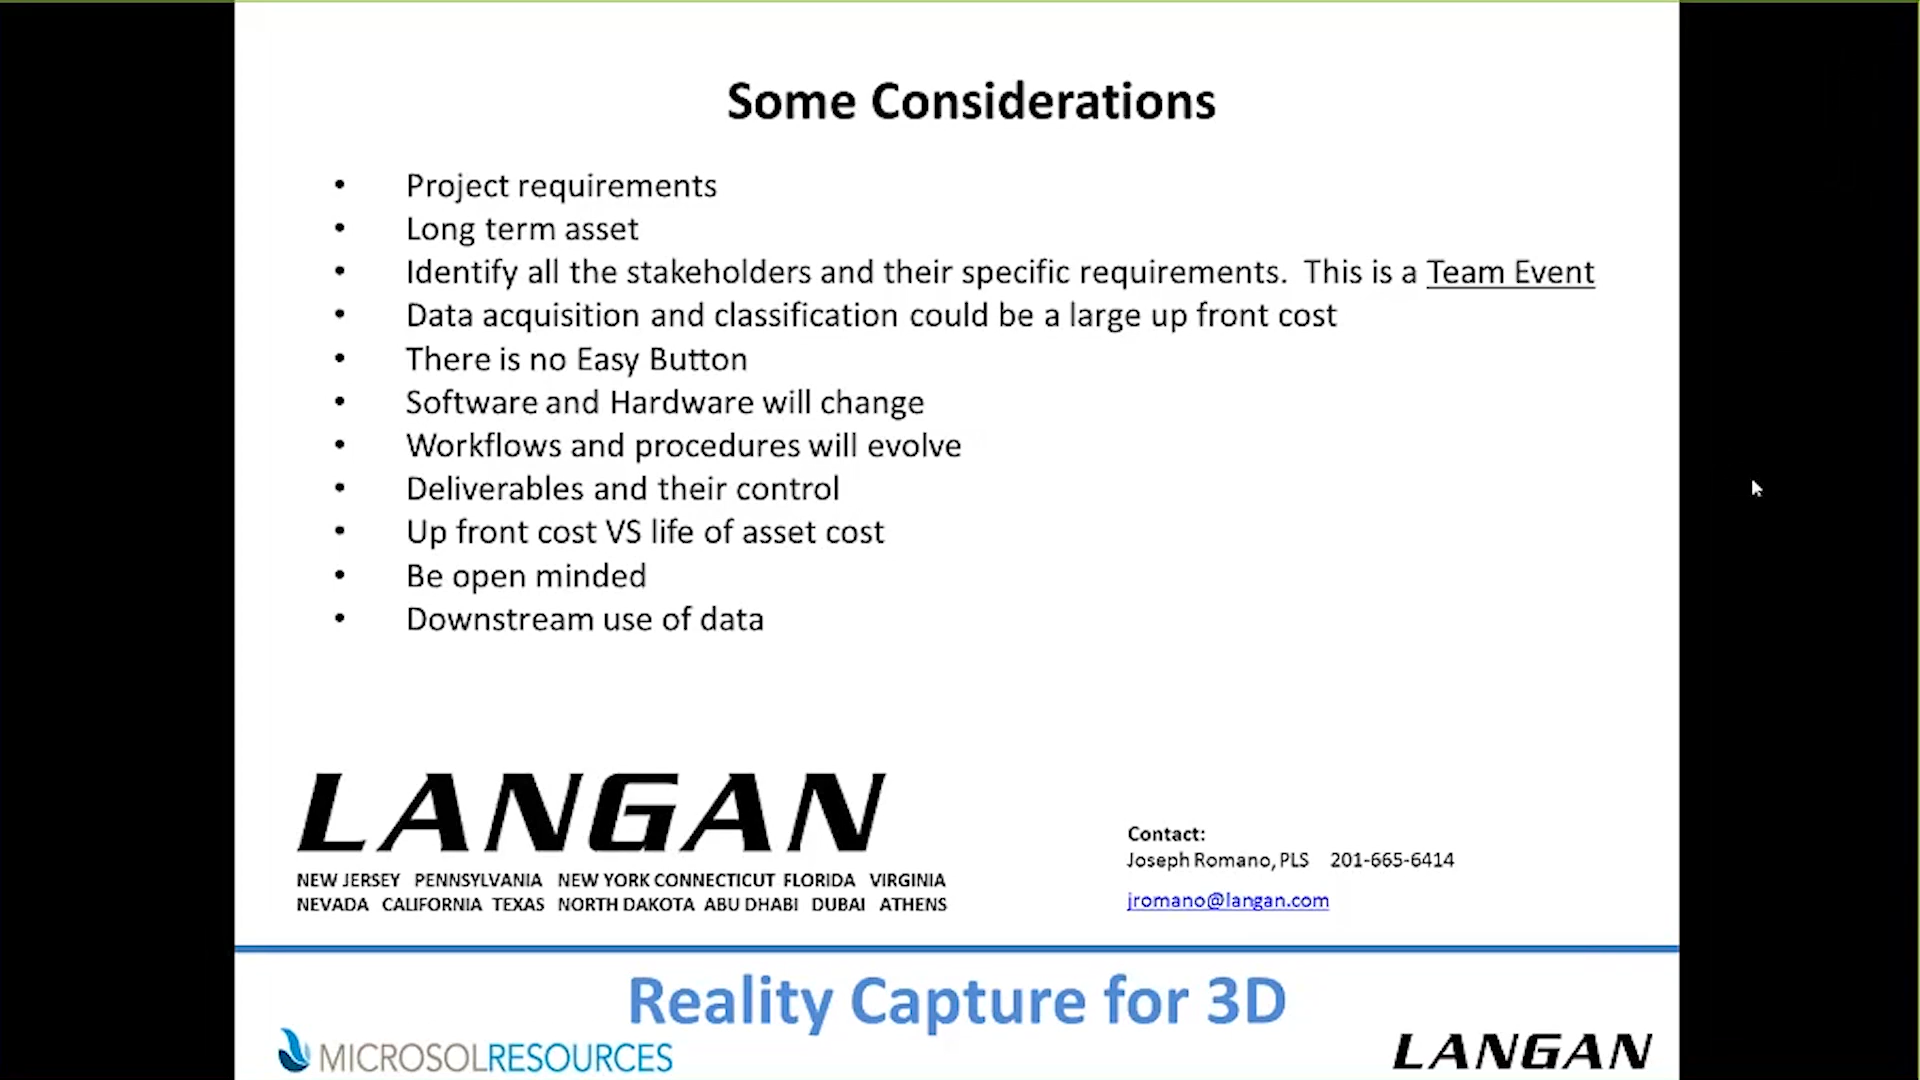 Some Considerations
• Project requirements
• Long term asset
• Identify all the stakeholders and their specific requirements.  This is a Team Event
• Data acquisition and classification could be a large up front cost
• There is no Easy Button
• Software and Hardware will change
• Workflows and procedures will evolve
• Deliverables and their control
• Up front cost VS life of asset cost
• Be open minded
• Downstream use of data
LANGAN
NEW JERSEY PENNSYLVANIA NEW YORK CONNECTICUT FLORIDA VIRGINIA
NEVADA CALIFORNIA TEXAS NORTH DAKOTA ABU DHABI DUBAI ATHENS
Contact:
Joseph Romano, PLS 201-665-6414
jromano@langan.com
Reality Capture for 3D
MICROSOLRESOURCES
LANGAN